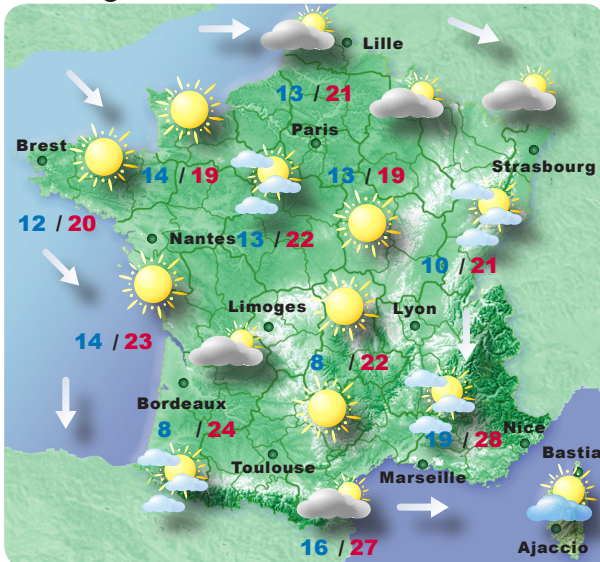 Lille
13 / 21
Paris
Brest
Strasbourg
14 / 19
13 / 19
12 / 20
Nantes
13 / 22
10 / 21
Limoges
Lyon
14 / 23
8 / 22
Bordeaux
8 / 24
19 / 28
Nice
Toulouse
Marseille
Bastia
16 / 27
Ajaccio